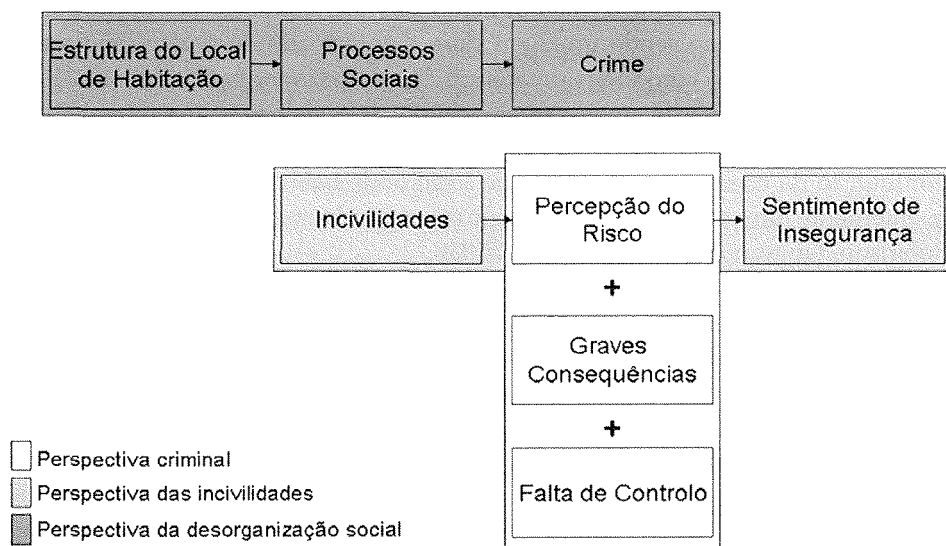 Estrutura do Local
de Habitação
Processos
Sociais
Crime
Incivilidades
Percepção do
Risco
Sentimento de
Insegurança
+
Graves
Consequências
+
Falta de Controlo
Perspectiva criminal
Perspectiva das incivilidades
Perspectiva da desorganização social